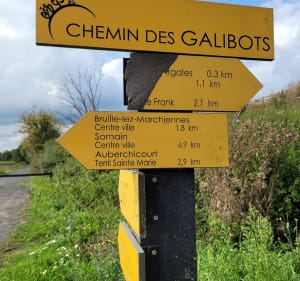 CHEMIN DES GALIBOTS
0,3 km
1,1 km
e Frank 2,1 km
Bruille-lez-Marchiennes
Centre ville 1,8 km
Somain
Centre ville 4,9 km
Auberchicourt
Terril Sainte Marie 2,9 km